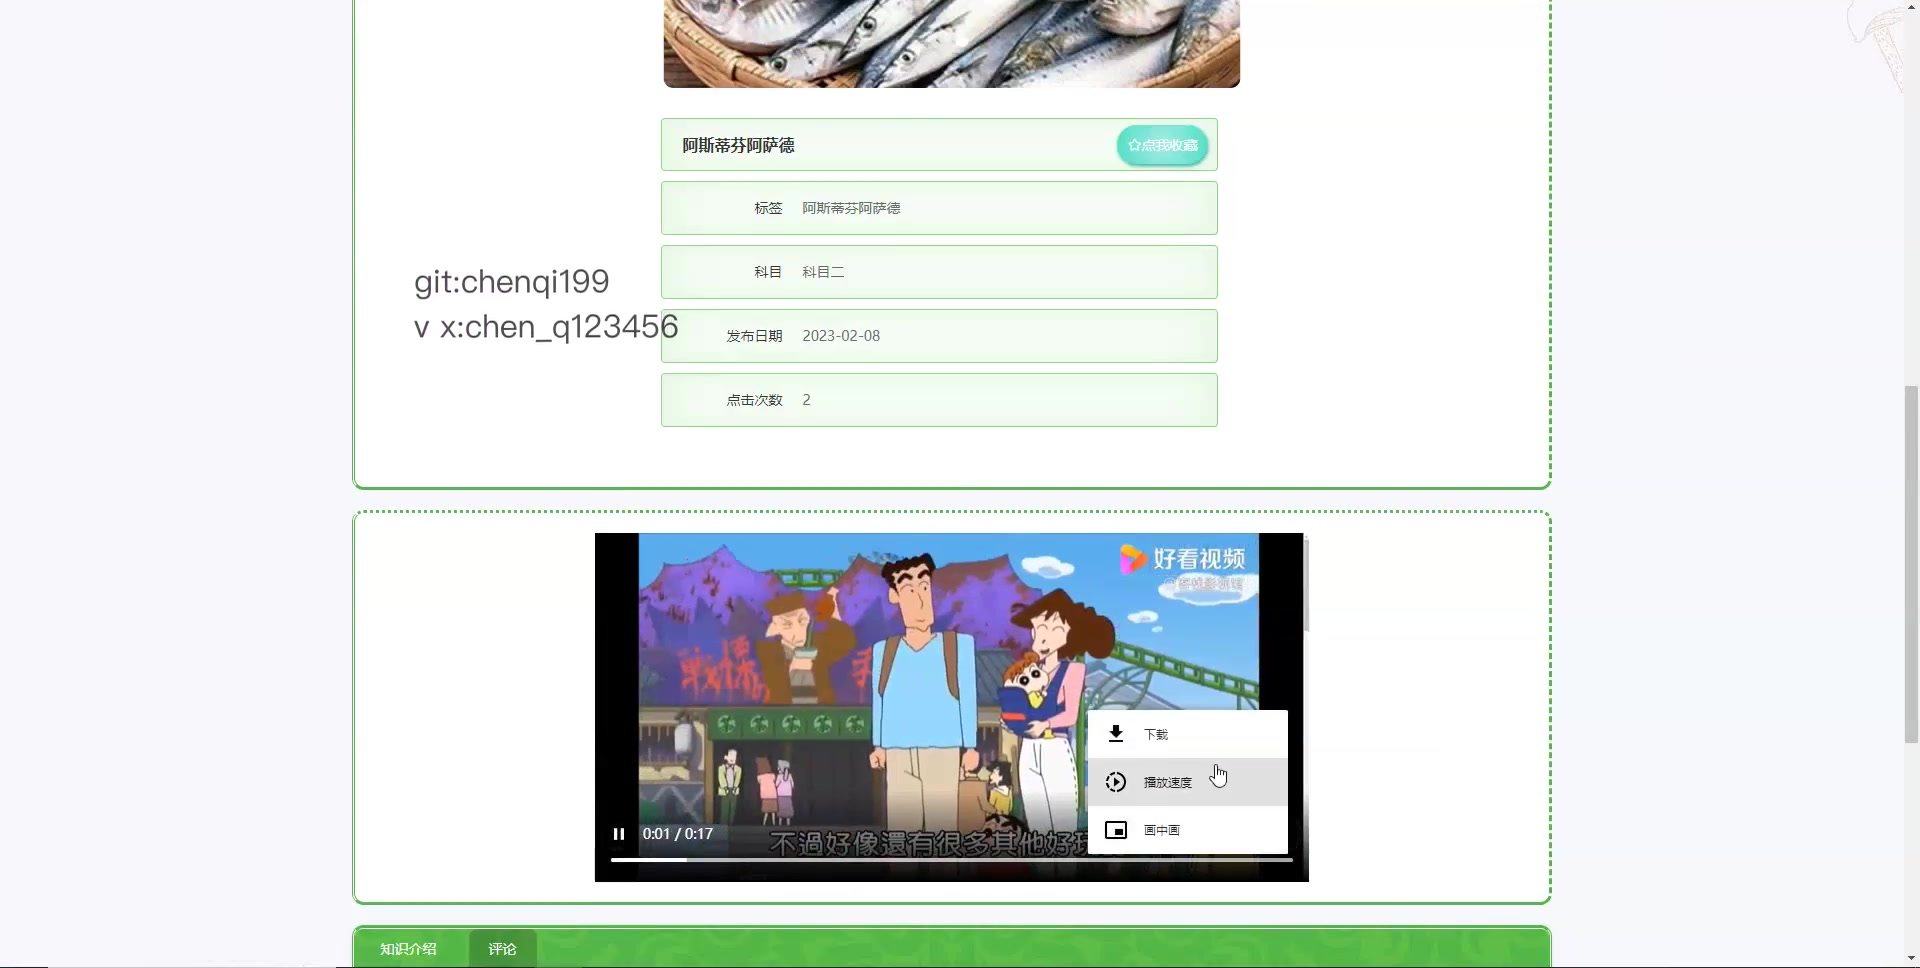 阿斯蒂芬阿萨德
☆点我收藏
标签 阿斯蒂芬阿萨德
科目 科目二
git:chenqi199
v x:chen_q123456
发布日期 2023-02-08
点击次数 2
好看视频
下载
播放速度
画中画
0:01 / 0:17
不過好像還有很多其他好玩
知识介绍 评论